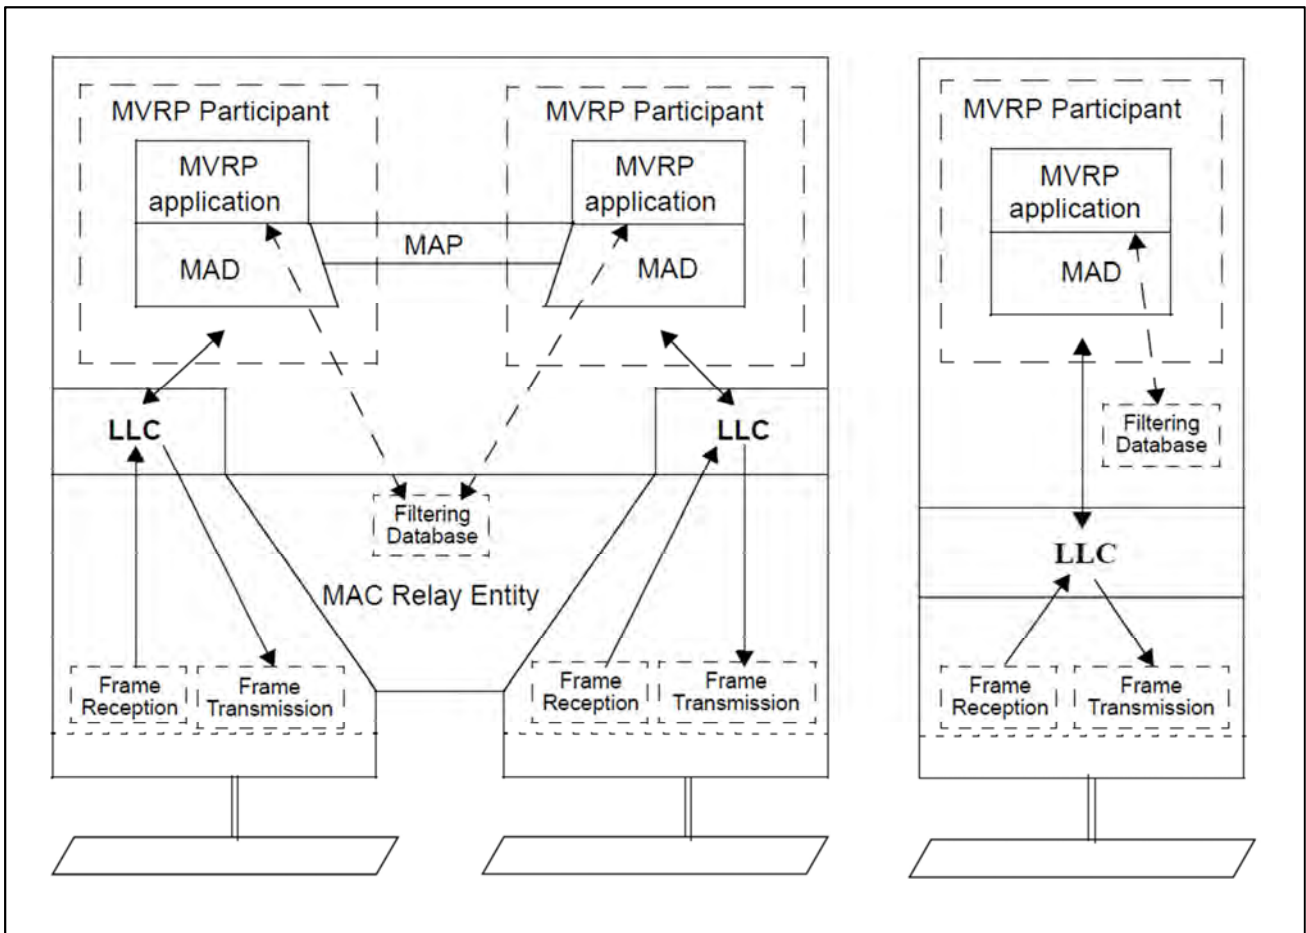 MVRP Participant
MVRP
application
MAD
MAP
MVRP Participant
MVRP
application
MAD
LLC
LLC
Filtering
Database
MAC Relay Entity
Frame
Reception
Frame
Transmission
Frame
Reception
Frame
Transmission
MVRP Participant
MVRP
application
MAD
Filtering
Database
LLC
Frame
Reception
Frame
Transmission